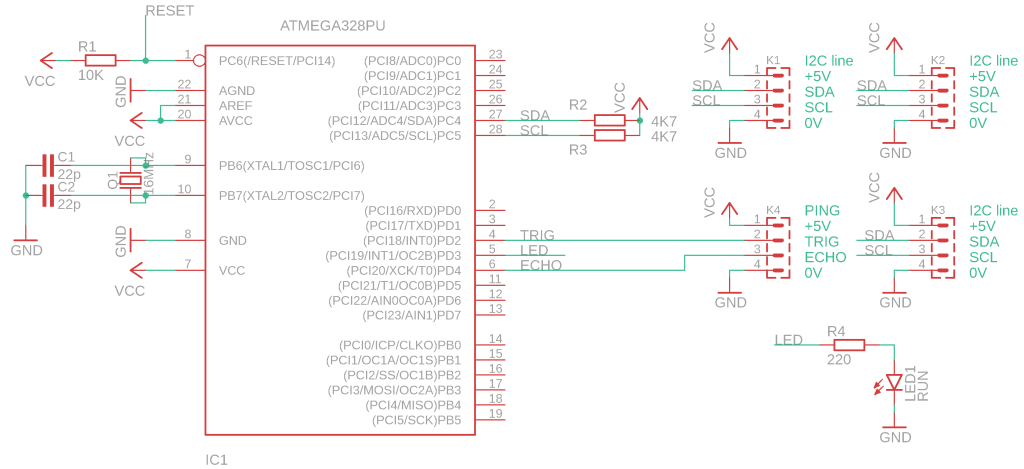 RESET
ATMEGA328PU
R1
10K
VCC
1
PC6(/RESET/PCI14)
GND
22
AGND
21
AREF
20
AVCC
VCC
C1
22p
C2
22p
GND
Q1
16MHz
9
PB6(XTAL1/TOSC1/PCI6)
10
PB7(XTAL2/TOSC2/PCI7)
GND
8
GND
VCC
7
VCC
(PCI8/ADC0)PC0
23
(PCI9/ADC1)PC1
24
(PCI10/ADC2)PC2
25
(PCI11/ADC3)PC3
26
(PCI12/ADC4/SDA)PC4
27
SDA
(PCI13/ADC5/SCL)PC5
28
SCL
R2
R3
VCC
4K7
4K7
(PCI16/RXD)PD0
2
(PCI17/TXD)PD1
3
(PCI18/INT0)PD2
4
TRIG
(PCI19/INT1/OC2B)PD3
5
LED
(PCI20/XCK/T0)PD4
6
ECHO
(PCI21/T1/OC0B)PD5
11
(PCI22/AIN0OC0A)PD6
12
(PCI23/AIN1)PD7
13
(PCI0/ICP/CLKO)PB0
14
(PCI1/OC1A/OC1S)PB1
15
(PCI2/SS/OC1B)PB2
16
(PCI3/MOSI/OC2A)PB3
17
(PCI4/MISO)PB4
18
(PCI5/SCK)PB5
19
IC1
VCC
K1
I2C line
1
+5V
SDA
2
SDA
SCL
3
SCL
4
0V
GND
VCC
K2
I2C line
1
+5V
SDA
2
SDA
SCL
3
SCL
4
0V
GND
VCC
K4
PING
1
+5V
2
TRIG
3
ECHO
4
0V
GND
VCC
K3
I2C line
1
+5V
SDA
2
SDA
SCL
3
SCL
4
0V
GND
LED
R4
220
LED1
RUN
GND